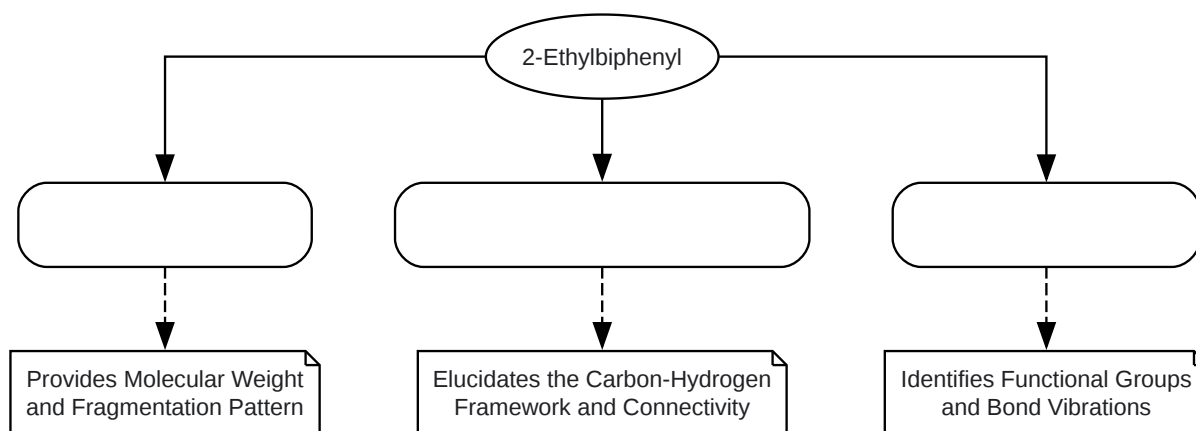 2-Ethylbiphenyl
Provides Molecular Weight
and Fragmentation Pattern
Elucidates the Carbon-Hydrogen
Framework and Connectivity
Identifies Functional Groups
and Bond Vibrations